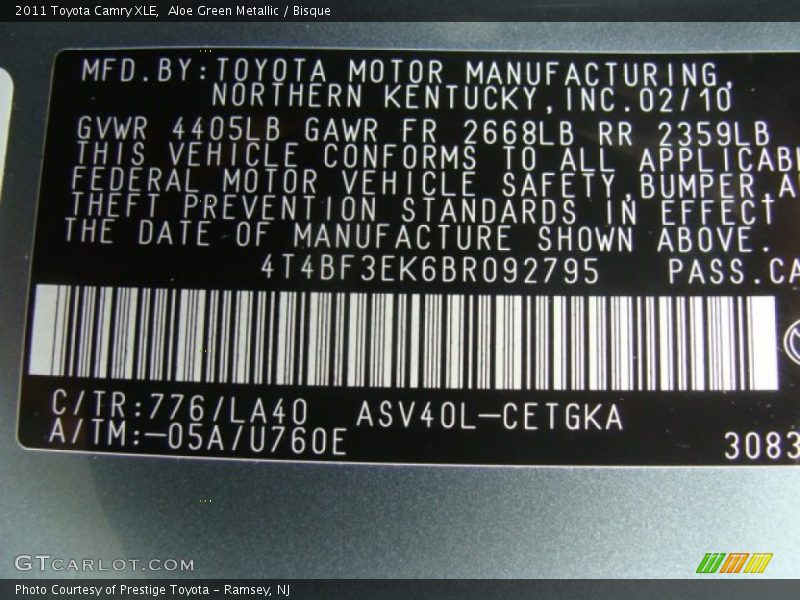 2011 Toyota Camry XLE,  Aloe Green Metallic / Bisque
MFD.BY:TOYOTA MOTOR MANUFACTURING,
NORTHERN KENTUCKY,INC.02/10
GVWR 4405LB GAWR FR 2668LB RR 2359LB
THIS VEHICLE CONFORMS TO ALL
FEDERAL MOTOR VEHICLE SAFETY,BUMPER,
THEFT PREVENTION STANDARDS IN EFFECT
THE DATE OF MANUFACTURE SHOWN ABOVE.
4T4BF3EK6BR092795 PASS.
C/TR:776/LA40 ASV40L-CETGKA
A/TM:-05A/U760E
3083
GTCARLOT.COM
Photo Courtesy of Prestige Toyota - Ramsey, NJ